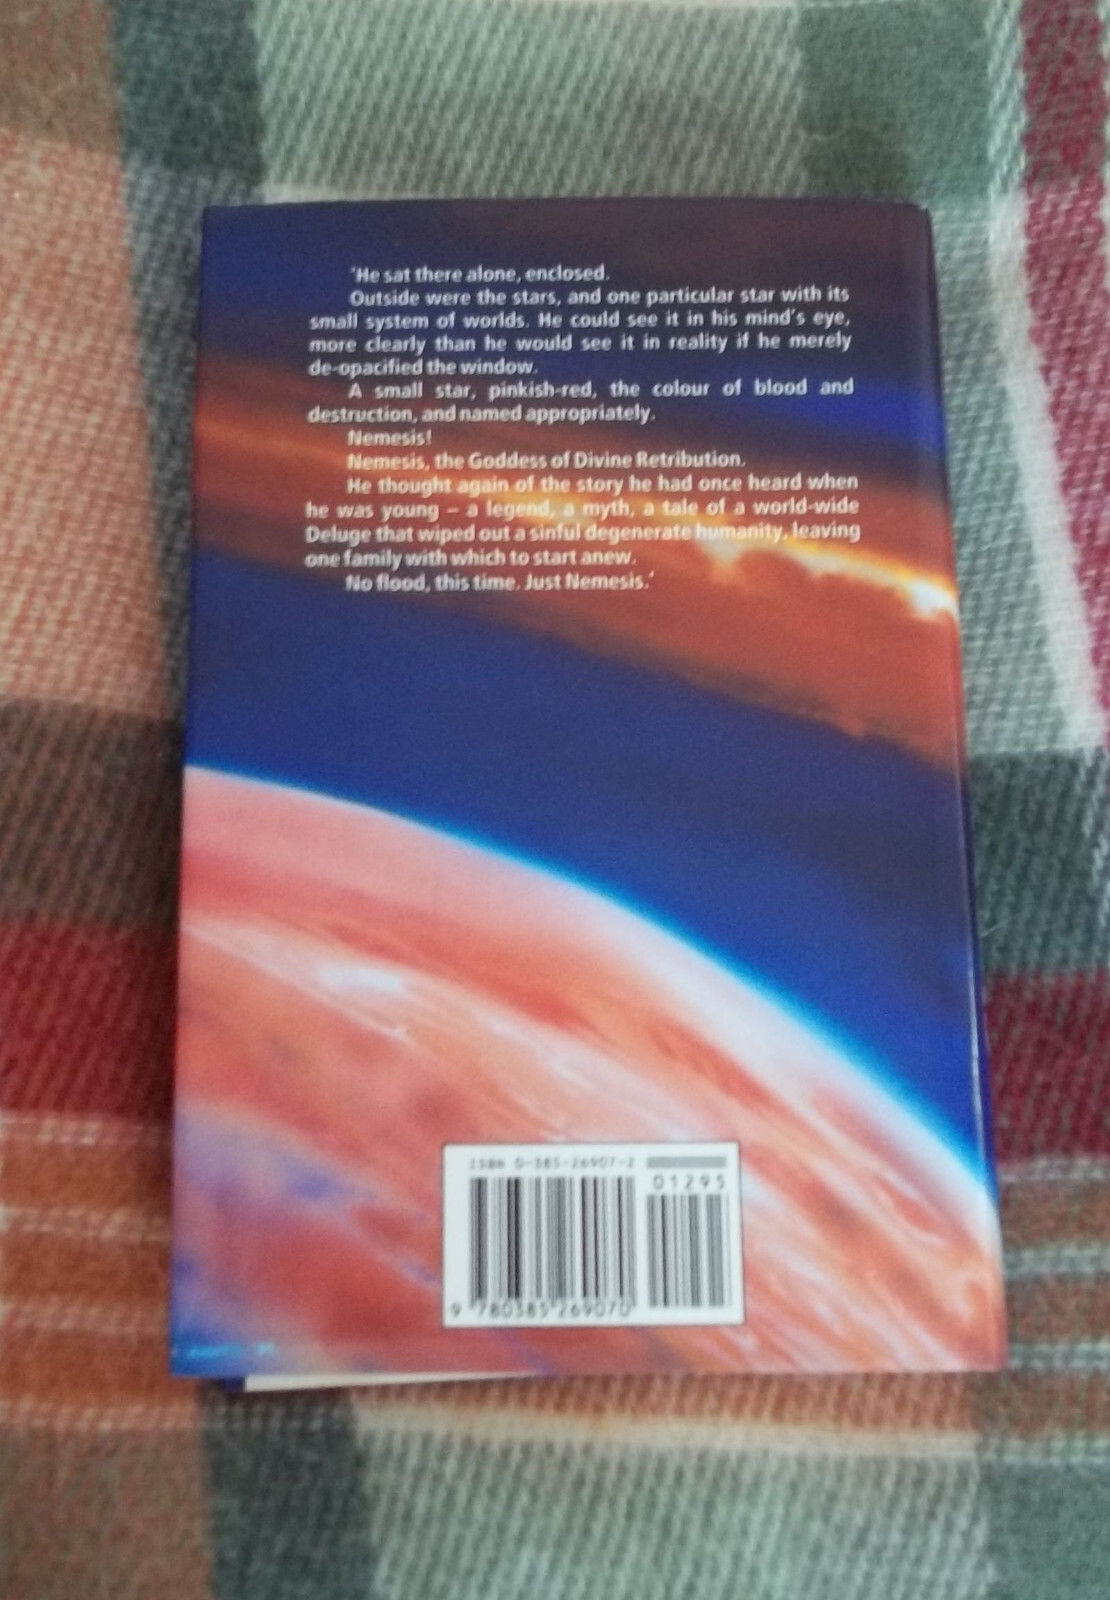 'He sat there alone, enclosed.
Outside were the stars, and one particular star with its
small system of worlds. He could see it in his mind's eye,
more clearly than he would see it in reality if he merely
de-opacified the window.
A small star, pinkish-red, the colour of blood and
destruction, and named appropriately.
Nemesis!
Nemesis, the Goddess of Divine Retribution.
He thought again of the story he had once heard when
he was young – a legend, a myth, a tale of a world-wide
Deluge that wiped out a sinful degenerate humanity, leaving
one family with which to start anew.
No flood, this time. Just Nemesis.'
ISBN 0-385-26907-2
01295
9 780385 269070